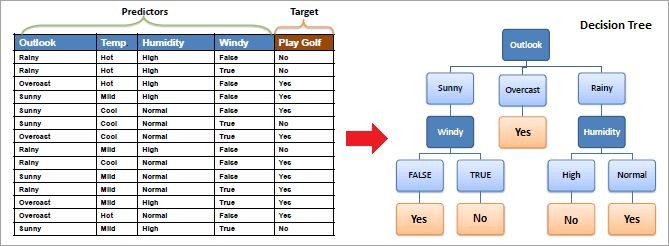 Predictors Target
Outlook Temp. Humidity Windy Play Golf
Rainy Hot High False No
Rainy Hot High True No
Overcast Hot High False Yes
Sunny Mild High False Yes
Sunny Cool Normal False Yes
Sunny Cool Normal True No
Overcast Cool Normal True Yes
Rainy Mild High False No
Rainy Cool Normal False Yes
Sunny Mild Normal False Yes
Rainy Mild Normal True Yes
Overcast Mild High True Yes
Overcast Hot Normal False Yes
Sunny Mild High True No
Decision Tree
Outlook
Sunny Overcast Rainy
Windy Yes Humidity
FALSE TRUE High Normal
Yes No No Yes